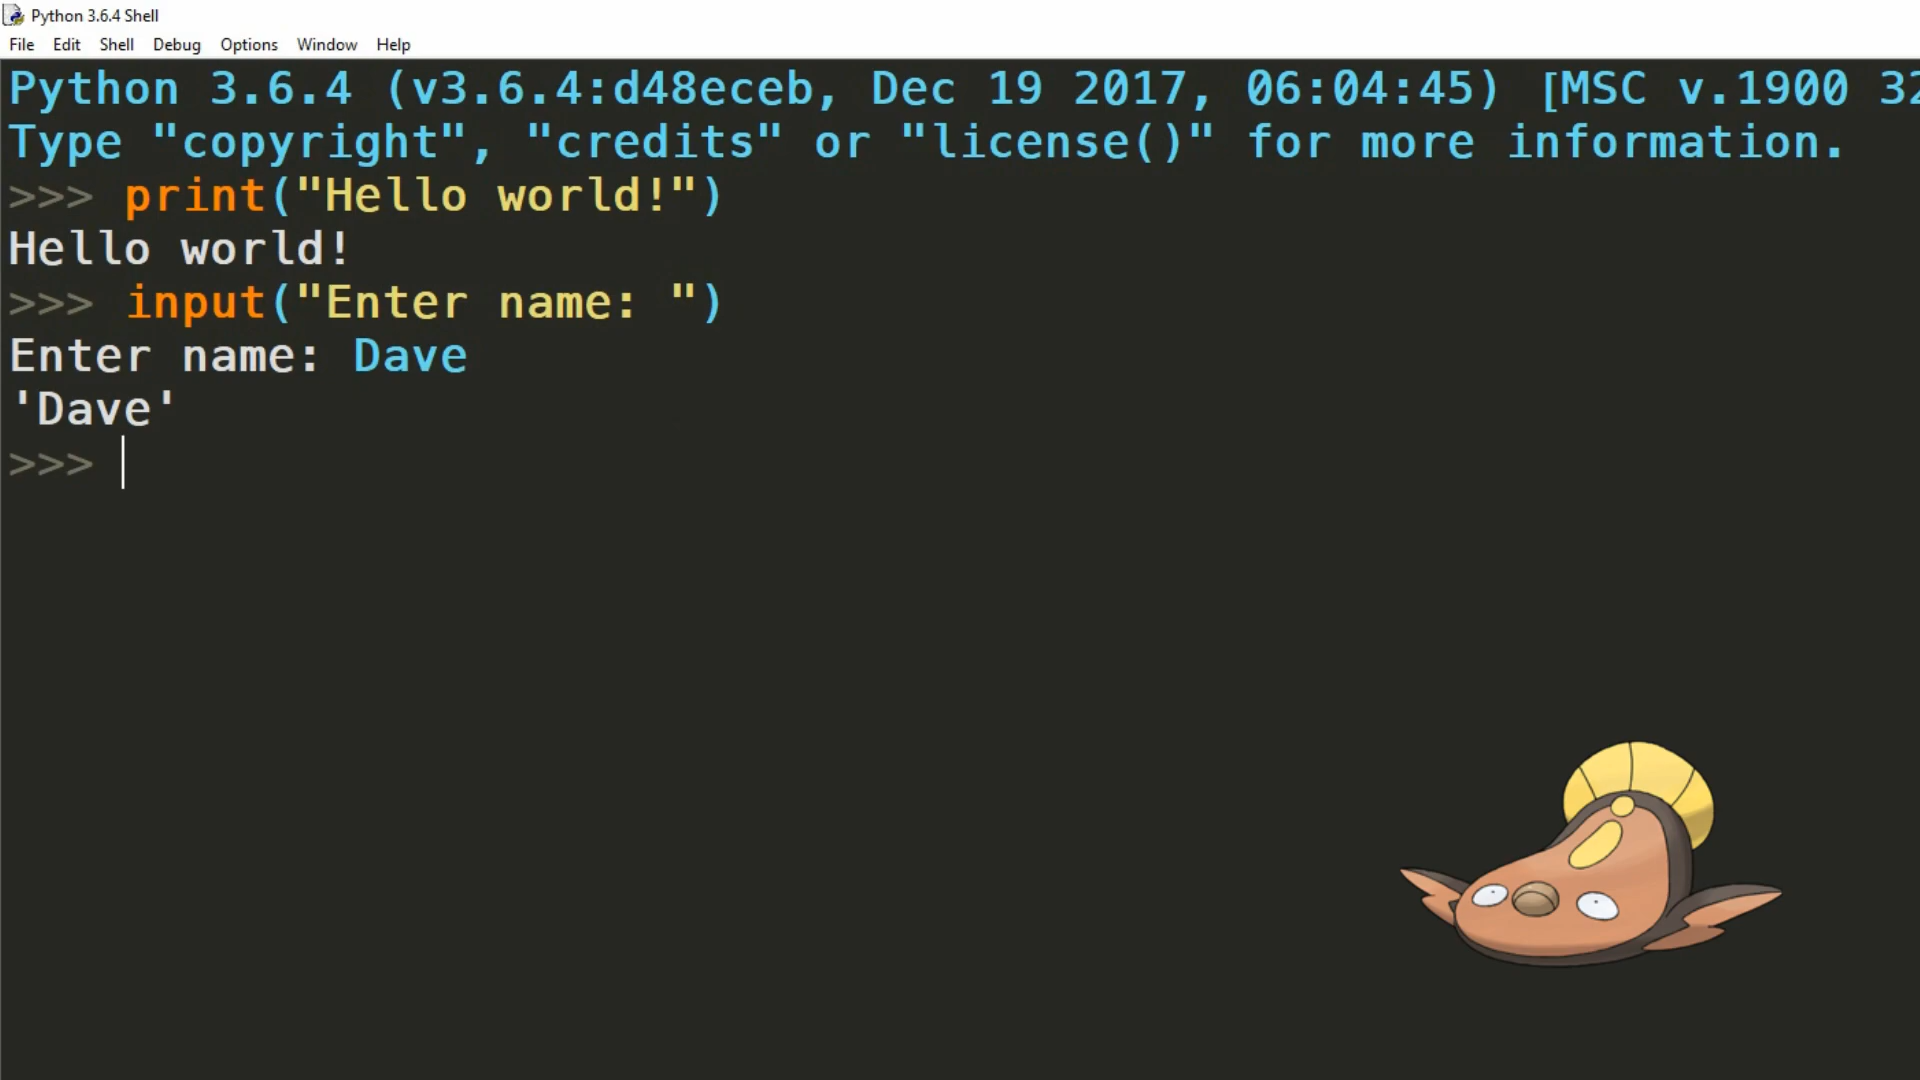 Python 3.6.4 Shell
File Edit Shell Debug Options Window Help
Python 3.6.4 (v3.6.4:d48eceb, Dec 19 2017, 06:04:45) [MSC v.1900 32
Type "copyright", "credits" or "license()" for more information.
>>> print("Hello world!")
Hello world!
>>> input("Enter name: ")
Enter name: Dave
'Dave'
>>>